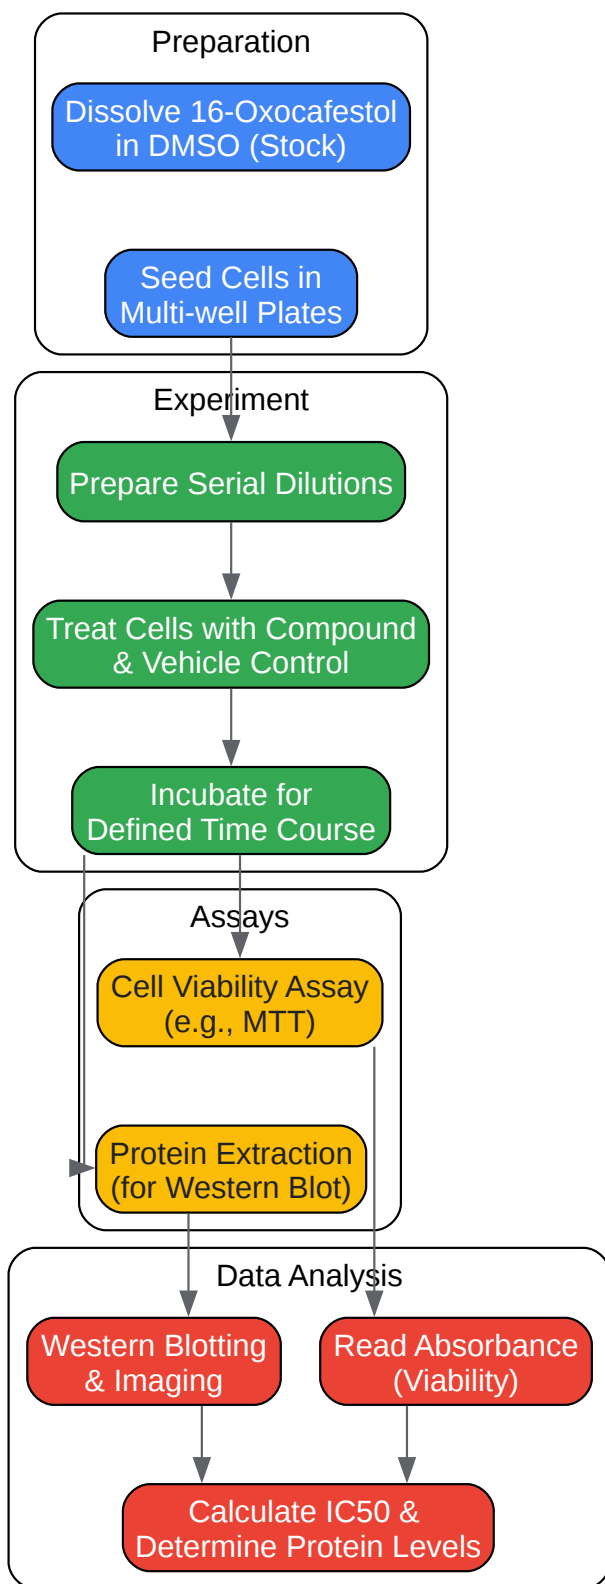 Preparation
Dissolve 16-Oxocafestol
in DMSO (Stock)
Seed Cells in
Multi-well Plates
Experiment
Prepare Serial Dilutions
Treat Cells with Compound
& Vehicle Control
Incubate for
Defined Time Course
Assays
Cell Viability Assay
(e.g., MTT)
Protein Extraction
(for Western Blot)
Data Analysis
Western Blotting
& Imaging
Read Absorbance
(Viability)
Calculate IC50 &
Determine Protein Levels